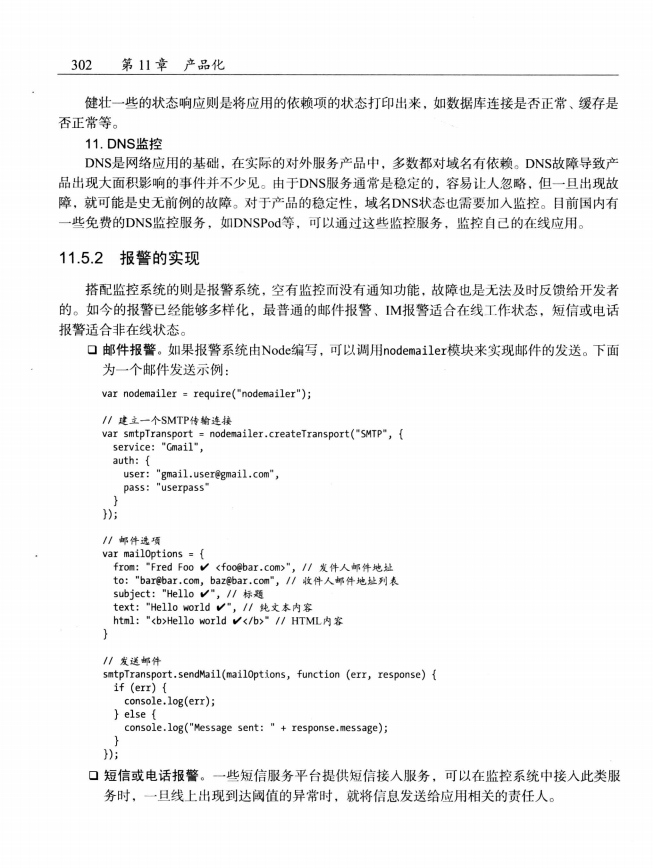 302 第 11 章 产品化
健壮一些的状态响应则是将应用的依赖项的状态打印出来，如数据库连接是否正常、缓存是
否正常等。
11. DNS监控
DNS是网络应用的基础，在实际的对外服务产品中，多数都对域名有依赖。DNS故障导致产
品出现大面积影响的事件并不少见。由于DNS服务通常是稳定的，容易让人忽略，但一旦出现故
障，就可能是史无前例的故障。对于产品的稳定性，域名DNS状态也需要加入监控。目前国内有
一些免费的DNS监控服务，如DNSPod等，可以通过这些监控服务，监控自己的在线应用。
11.5.2 报警的实现
搭配监控系统的则是报警系统，空有监控而没有通知功能，故障也是无法及时反馈给开发者
的。如今的报警已经能够多样化，最普通的邮件报警、IM报警适合在线工作状态，短信或电话
报警适合非在线状态。
❑ 邮件报警。如果报警系统由Node编写，可以调用nodemailer模块来实现邮件的发送。下面
为一个邮件发送示例：
var nodemailer = require("nodemailer");
// 建立一个SMTP传输连接
var smtpTransport = nodemailer.createTransport("SMTP", {
service: "Gmail",
auth: {
user: "gmail.user@gmail.com",
pass: "userpass"
}
});
// 邮件选项
var mailOptions = {
from: "Fred Foo ✔ <foo@bar.com>", // 发件人邮件地址
to: "bar@bar.com, baz@bar.com", // 收件人邮件地址列表
subject: "Hello ✔", // 标题
text: "Hello world ✔", // 纯文本内容
html: "<b>Hello world ✔</b>" // HTML内容
}
// 发送邮件
smtpTransport.sendMail(mailOptions, function (err, response) {
if (err) {
console.log(err);
} else {
console.log("Message sent: " + response.message);
}
});
❑ 短信或电话报警。一些短信服务平台提供短信接入服务，可以在监控系统中接入此类服
务时，一旦线上出现到达阈值的异常时，就将信息发送给应用相关的责任人。